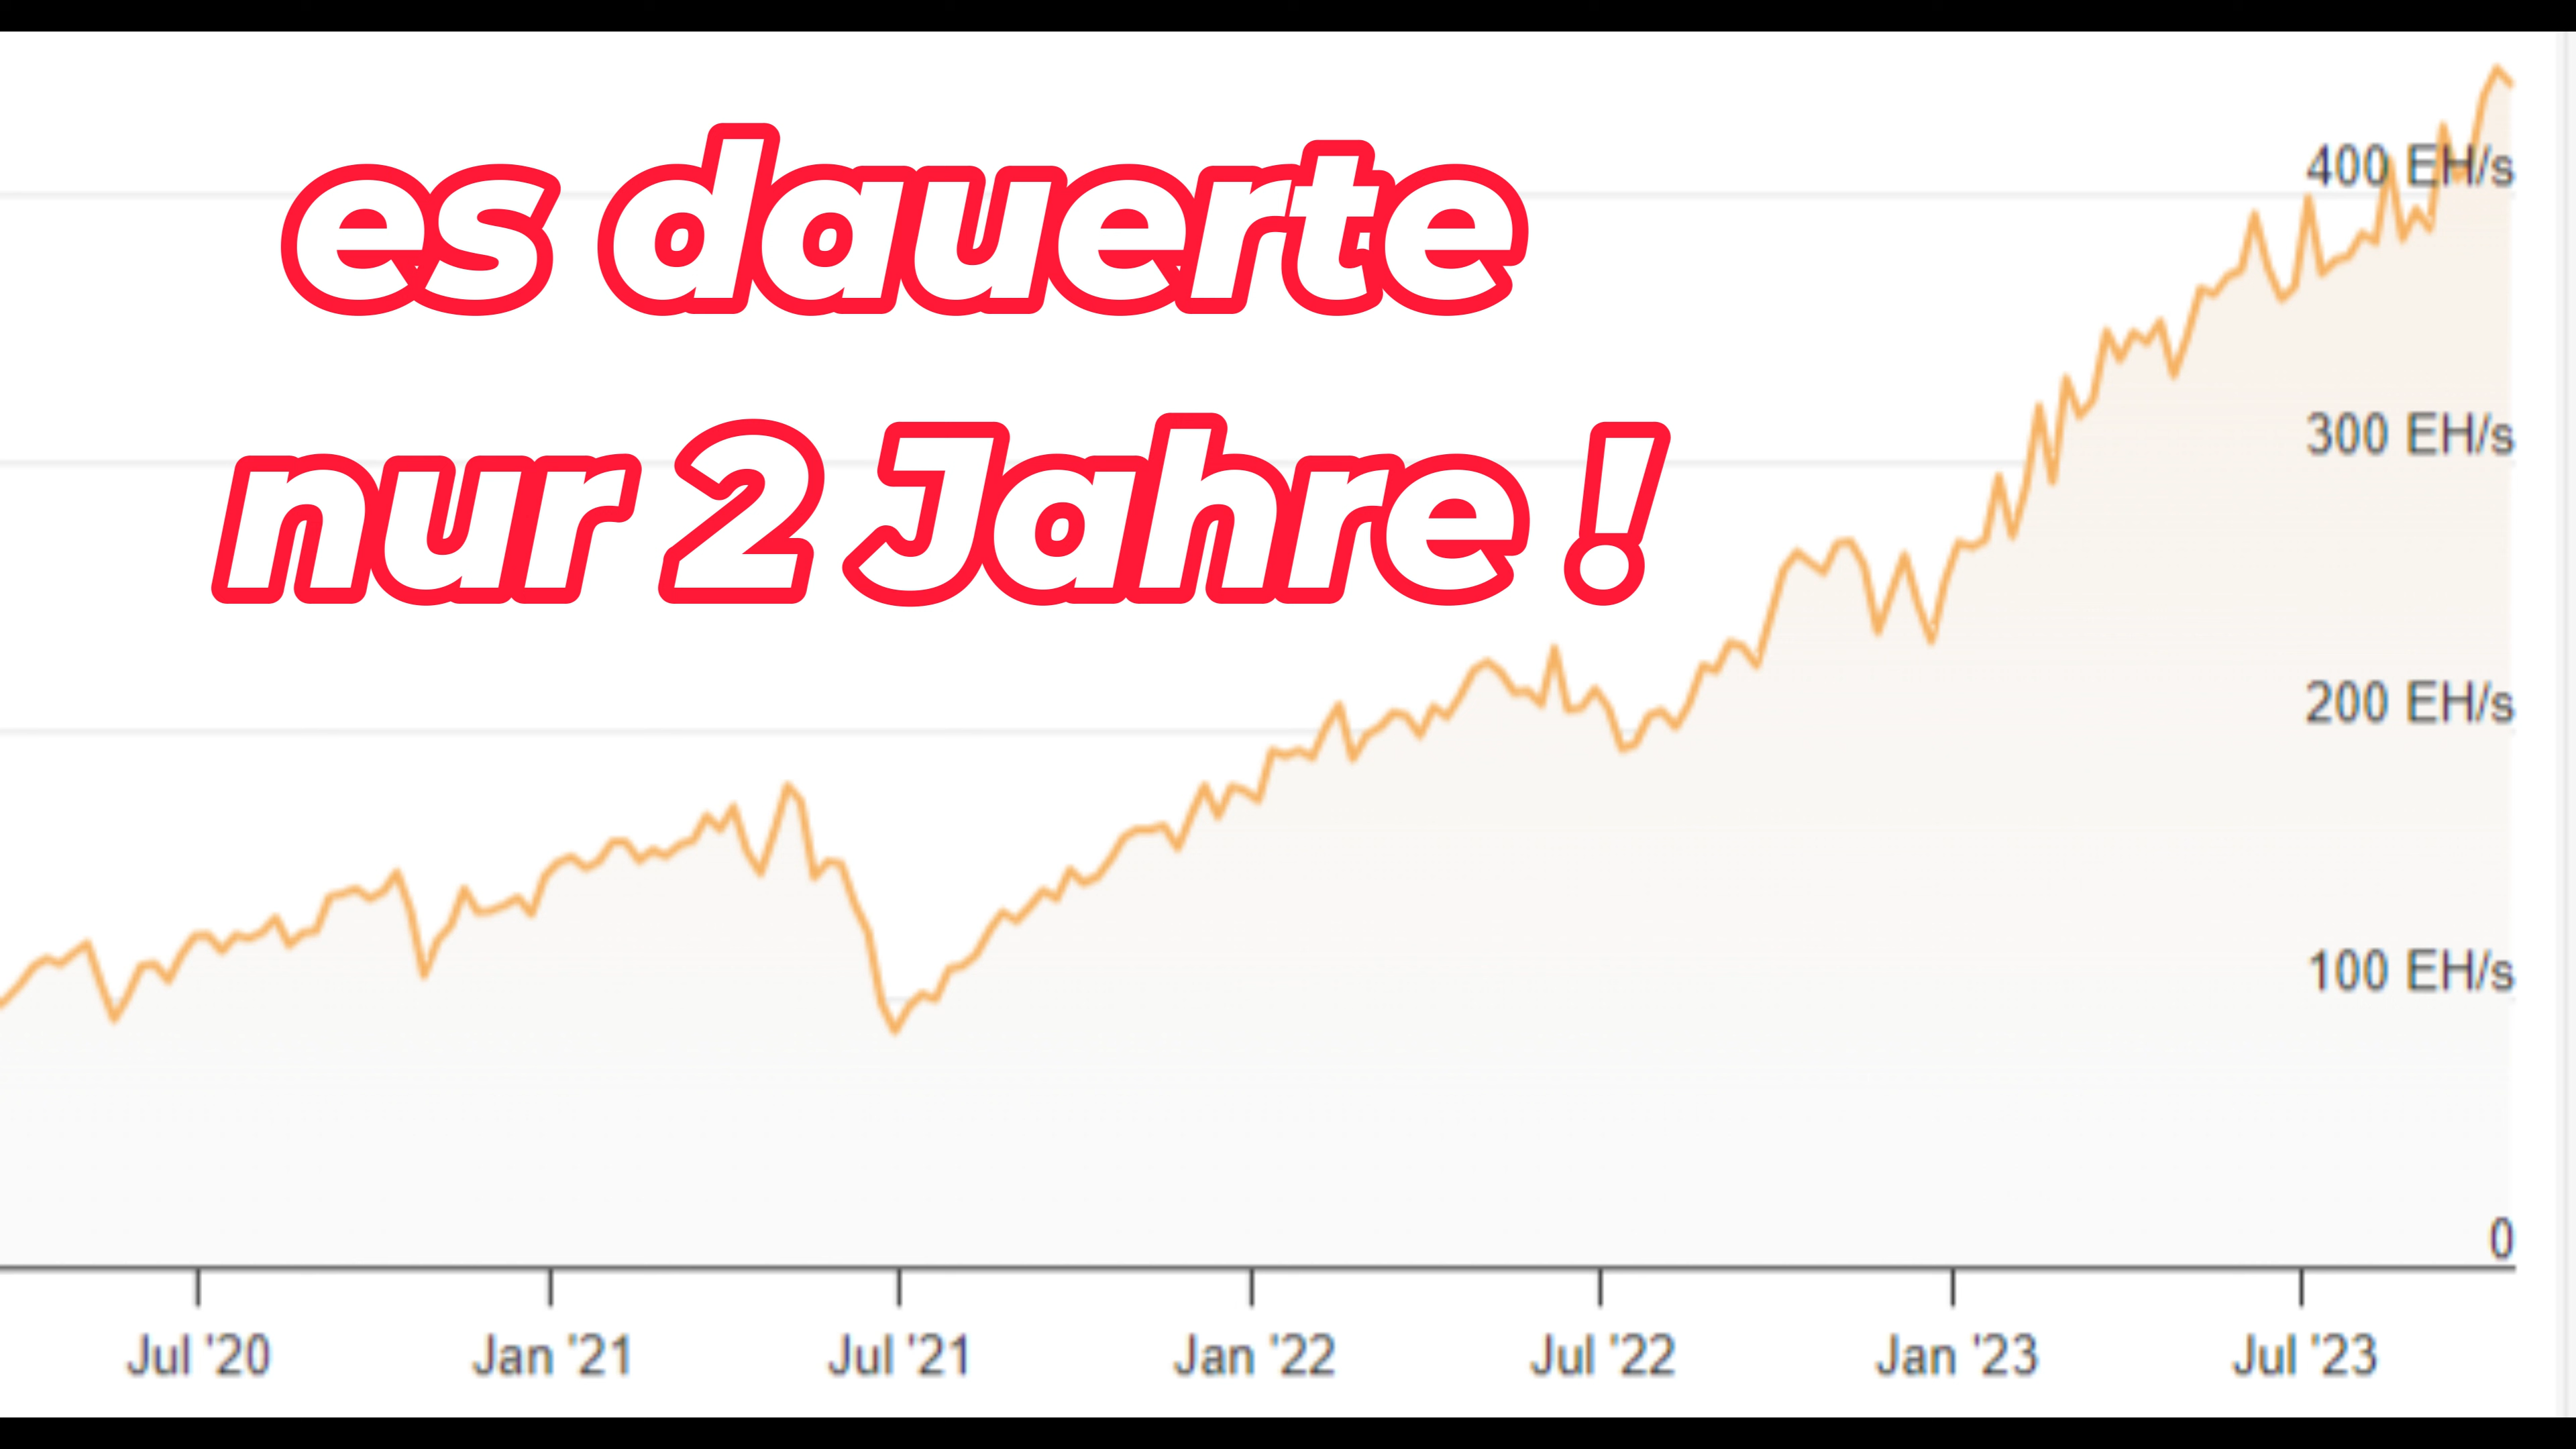 es dauerte
nur 2 Jahre !
400 EH/s
300 EH/s
200 EH/s
100 EH/s
0
Jul '20 Jan '21 Jul '21 Jan '22 Jul '22 Jan '23 Jul '23